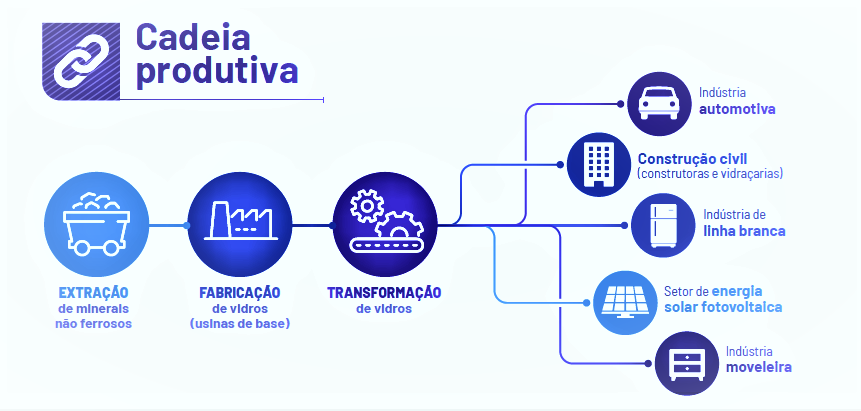 Cadeia
produtiva
EXTRAÇÃO
de minerais
não ferrosos
FABRICAÇÃO
de vidros
(usinas de base)
TRANSFORMAÇÃO
de vidros
Indústria
automotiva
Construção civil
(construtoras e vidraçarias)
Indústria de
linha branca
Setor de energia
solar fotovoltaica
Indústria
moveleira